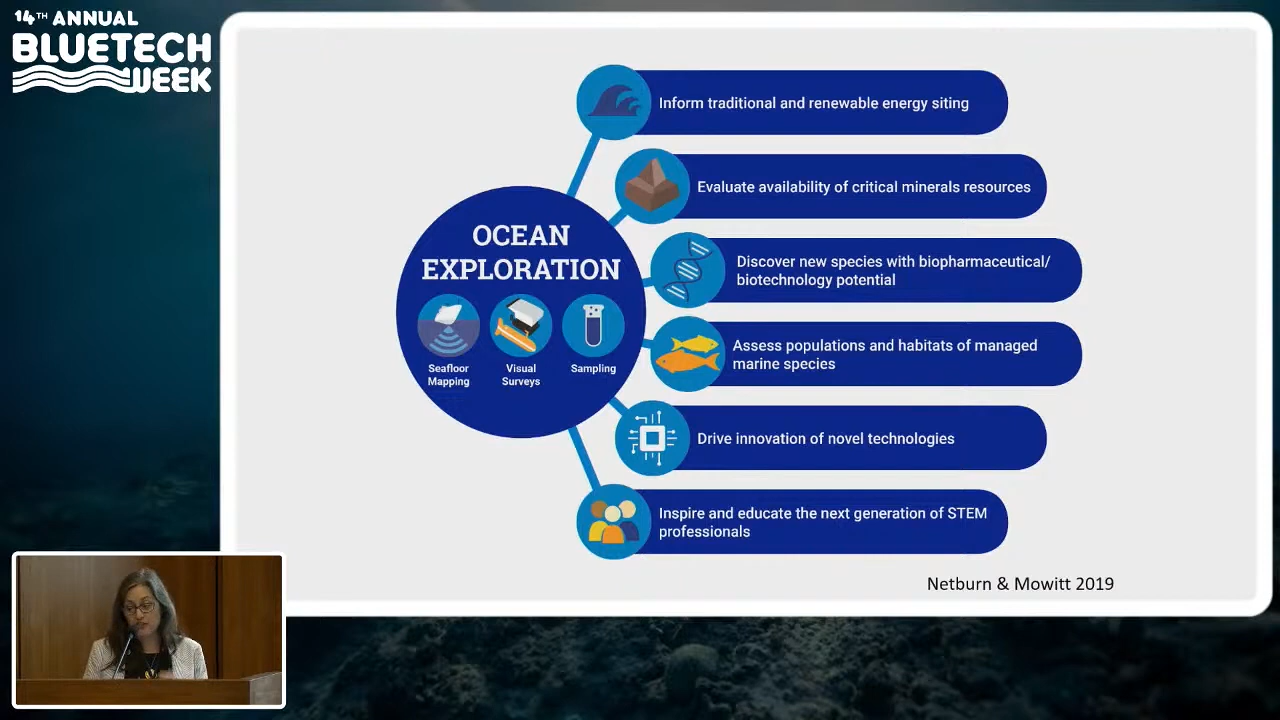 14TH ANNUAL
BLUETECH
WEEK
OCEAN
EXPLORATION
Seafloor
Mapping
Visual
Surveys
Sampling
Inform traditional and renewable energy siting
Evaluate availability of critical minerals resources
Discover new species with biopharmaceutical/
biotechnology potential
Assess populations and habitats of managed
marine species
Drive innovation of novel technologies
Inspire and educate the next generation of STEM
professionals
Netburn & Mowitt 2019